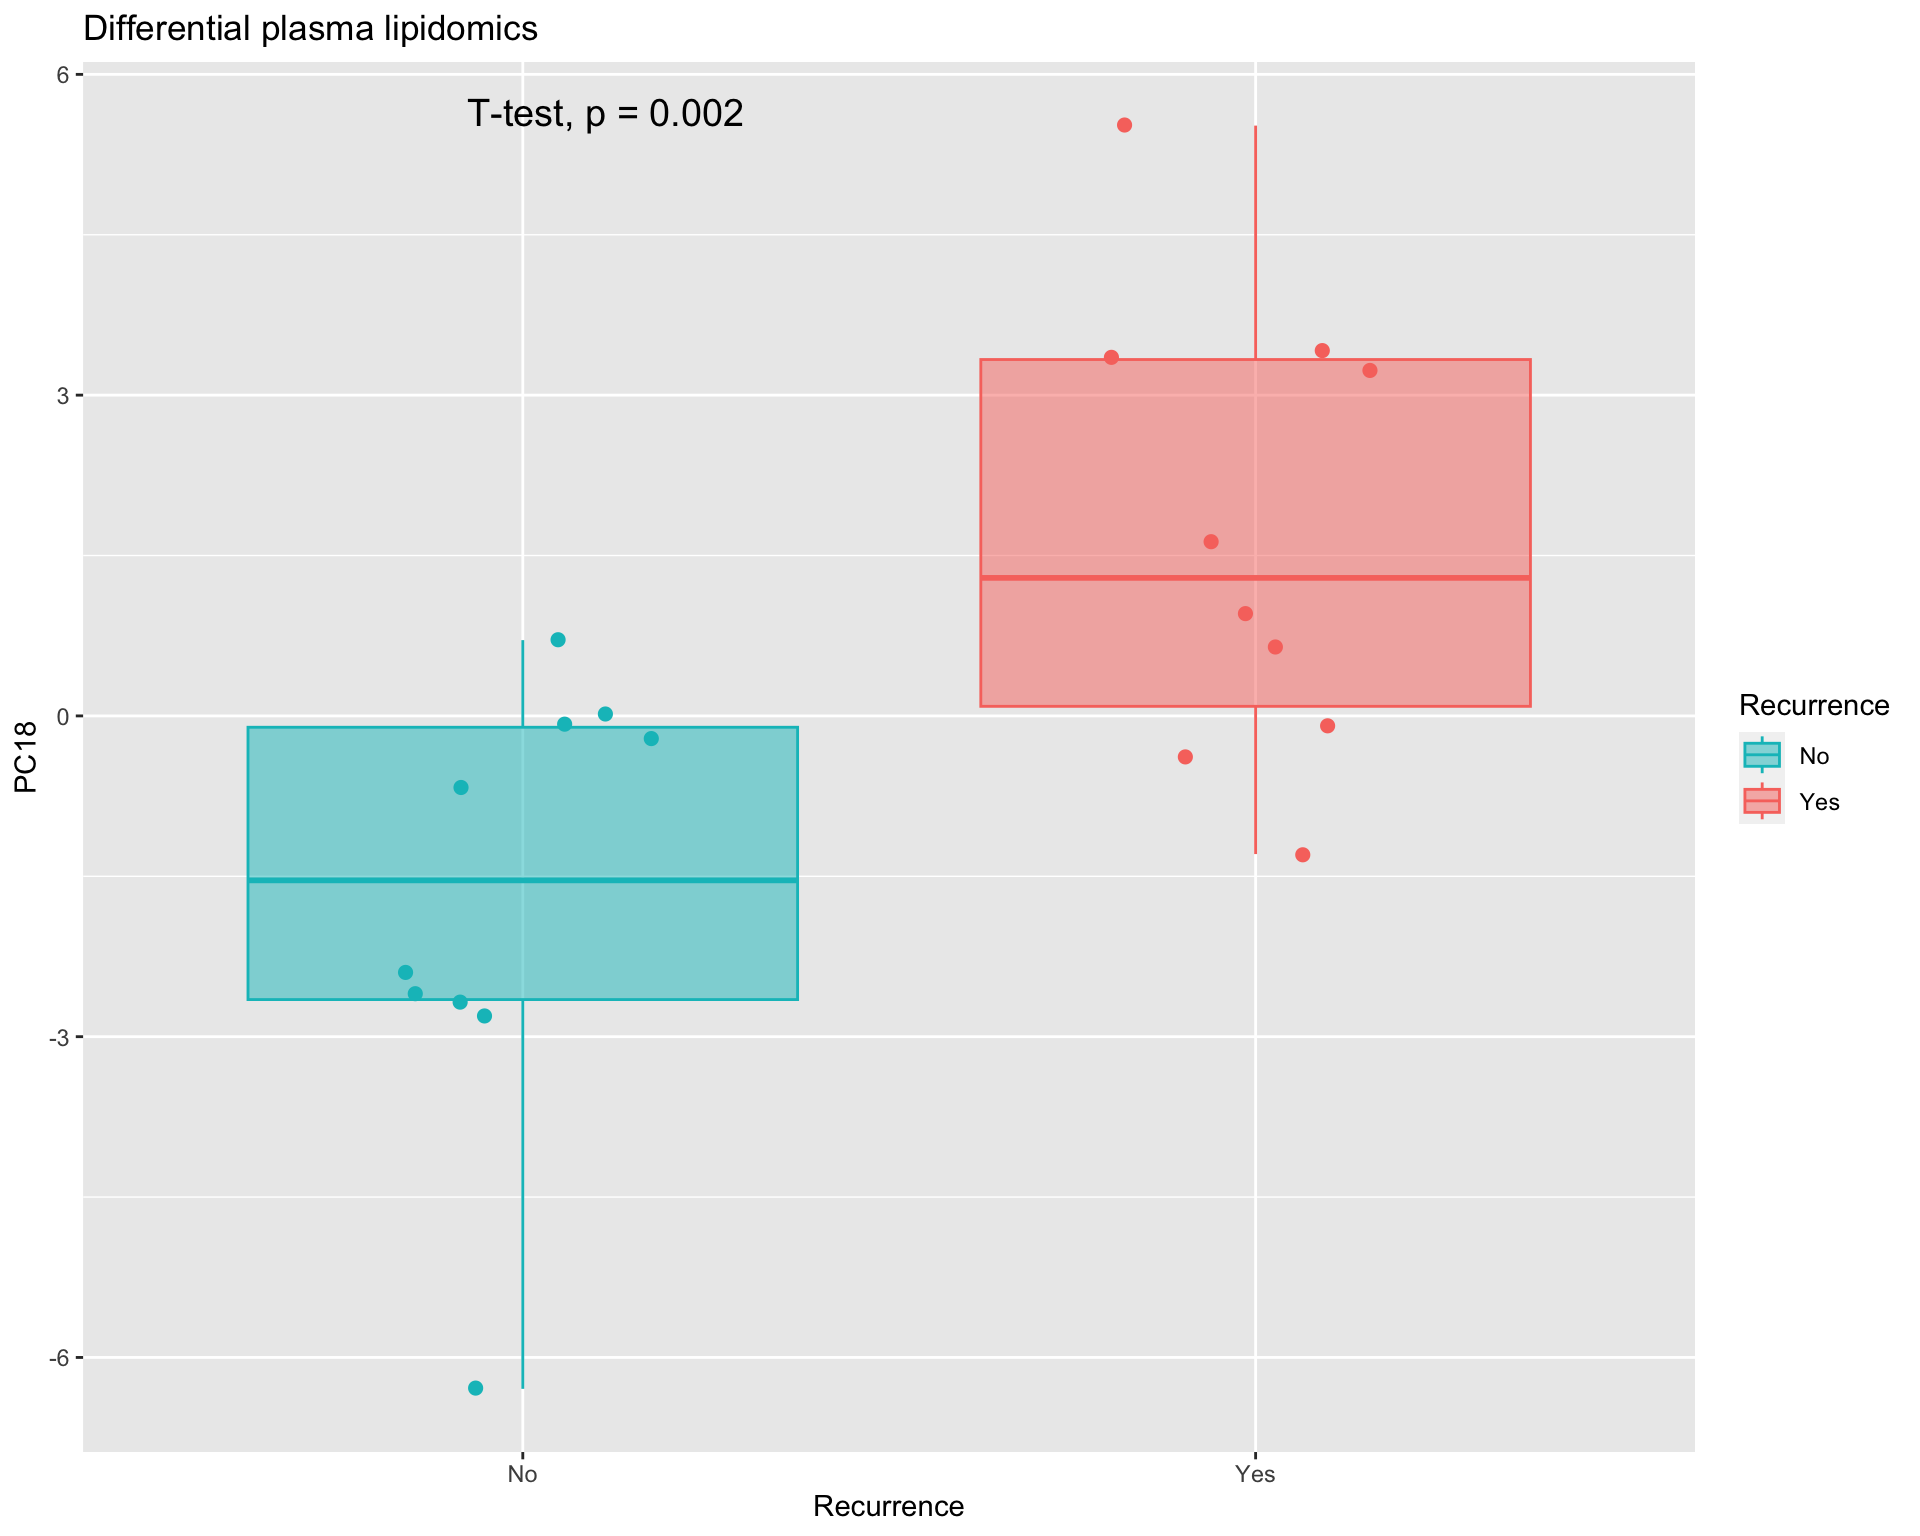 Differential plasma lipidomics
T-test, p = 0.002
6
3
0
-3
-6
PC18
No
Yes
Recurrence
Recurrence
No
Yes